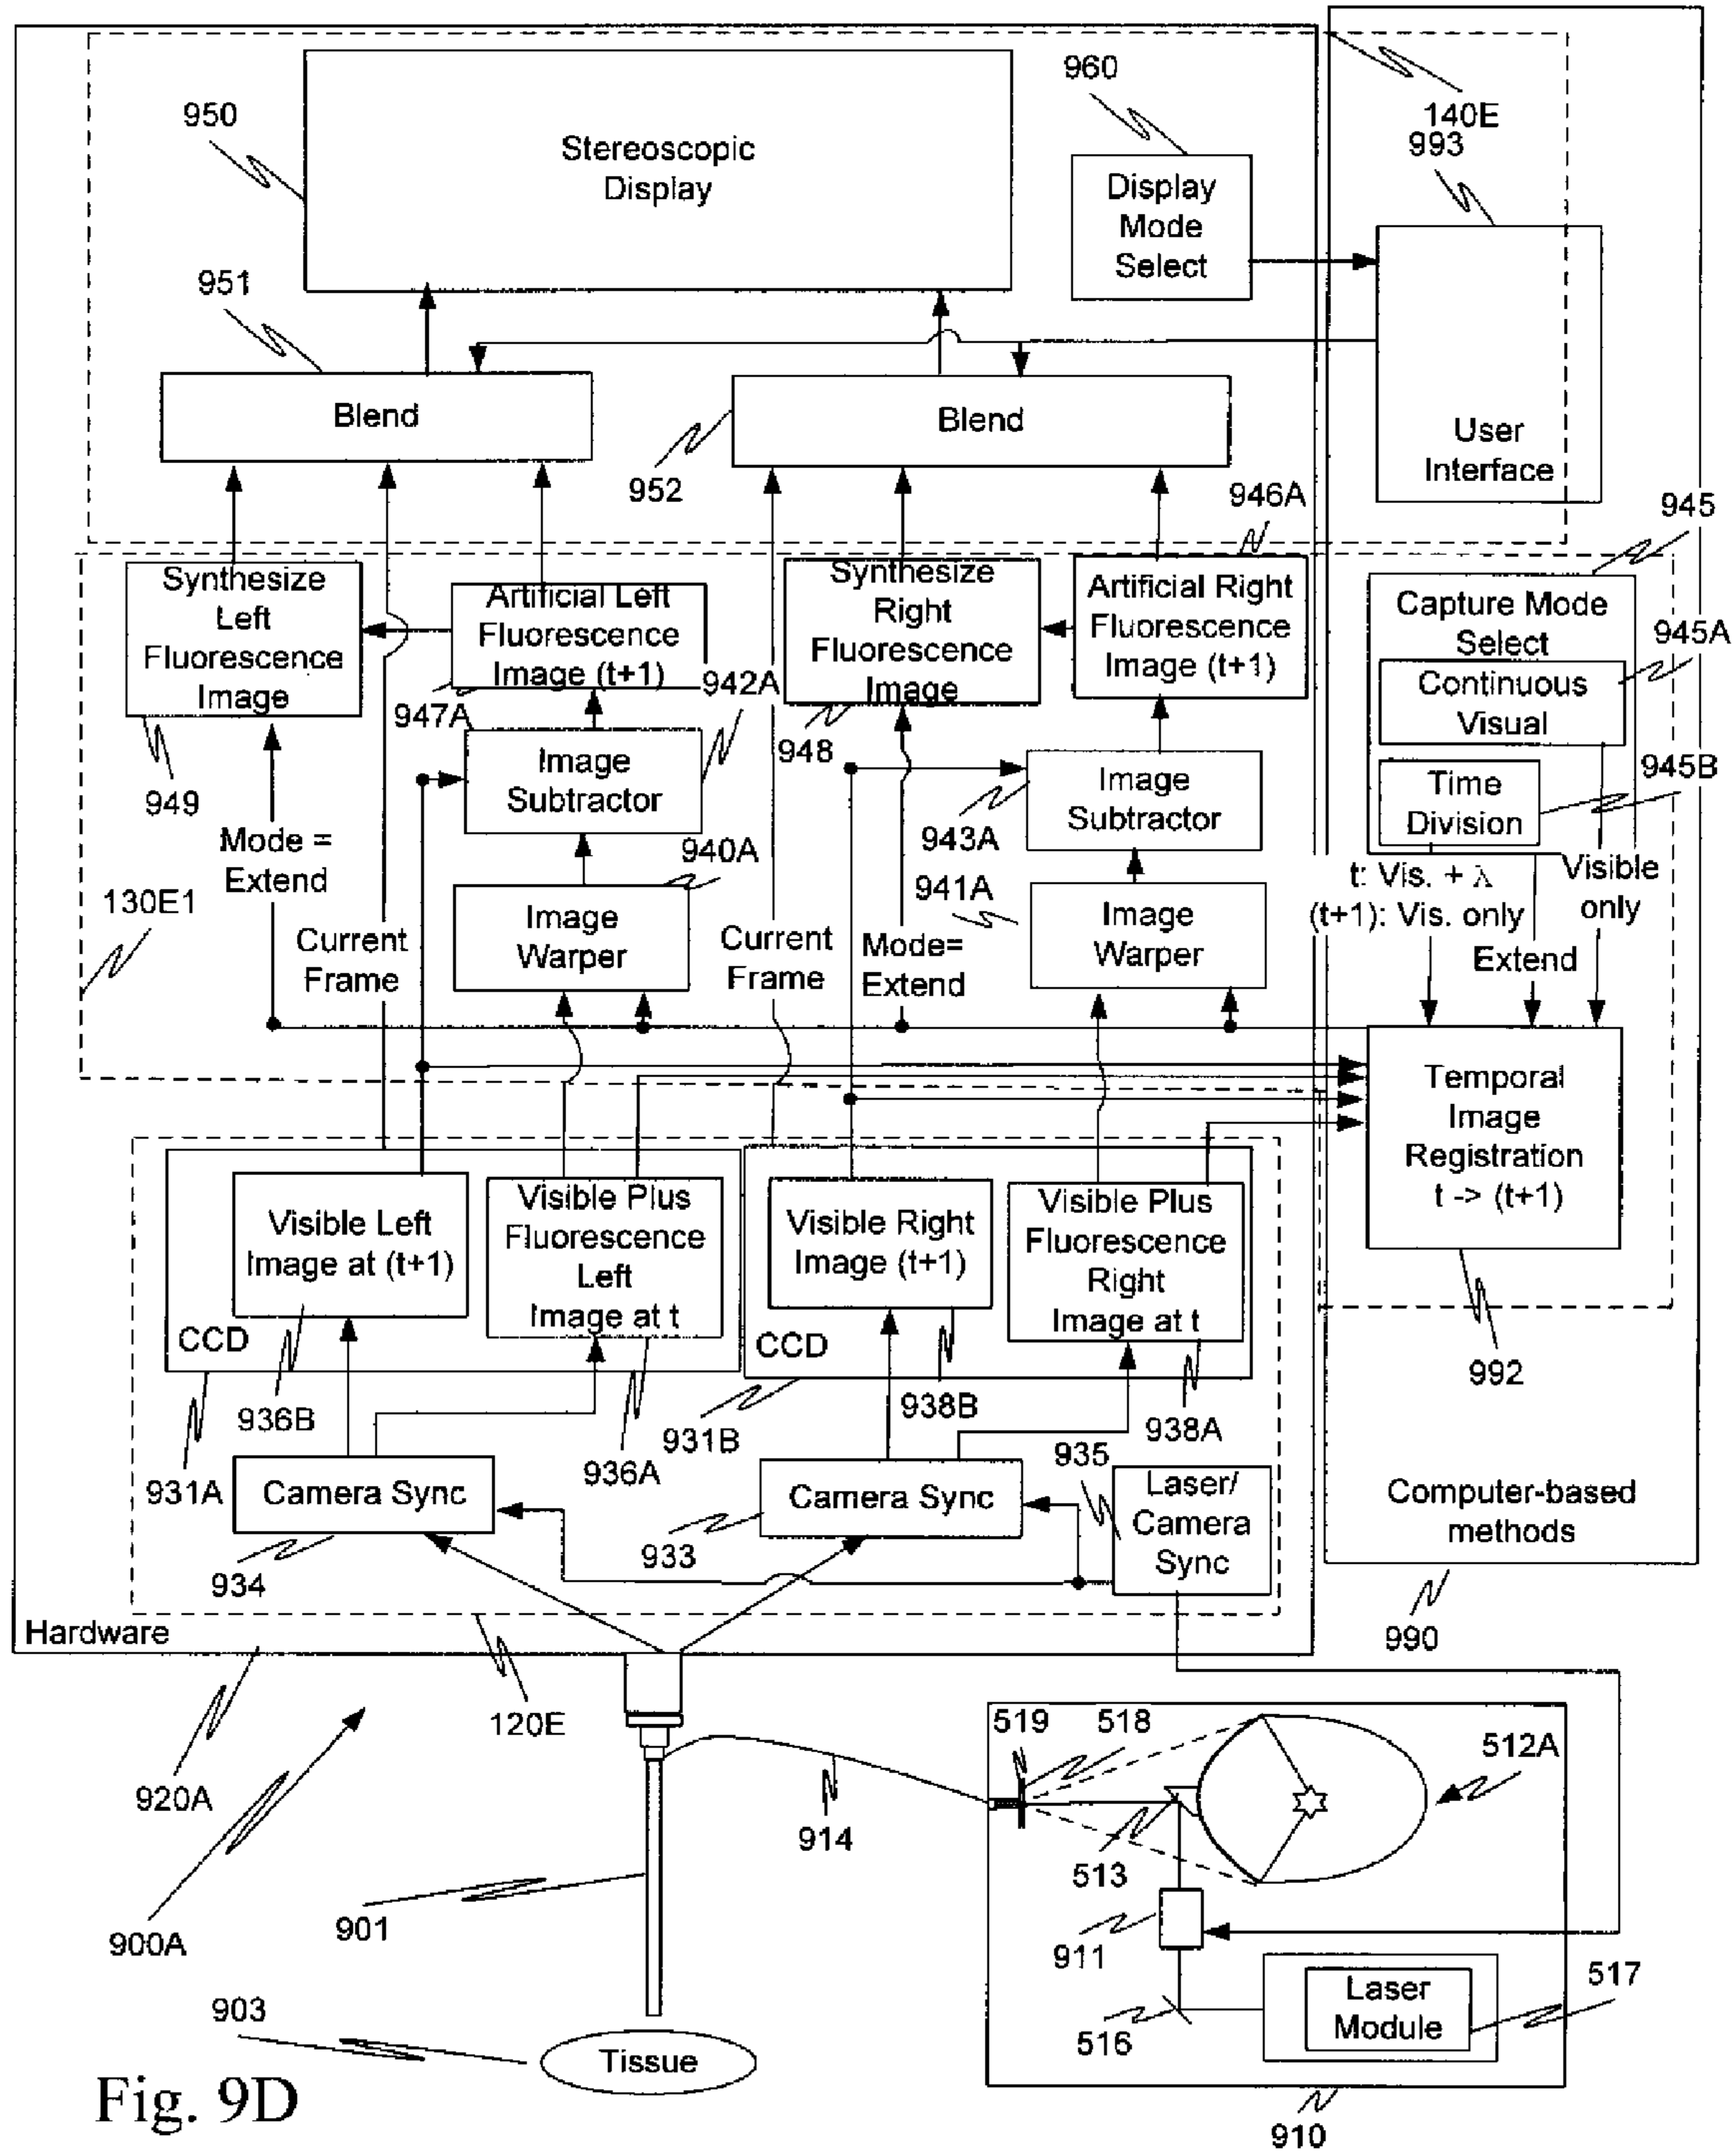 950
Stereoscopic
Display
960
Display
Mode
Select
140E
993
951
Blend
952
Blend
User
Interface
946A
945
Synthesize
Left
Fluorescence
Image
Artificial Left
Fluorescence
Image (t+1)
Synthesize
Right
Fluorescence
Image
Artificial Right
Fluorescence
Image (t+1)
Capture Mode
Select
945A
Continuous
Visual
945B
Time
Division
947A
942A
948
949
Image
Subtractor
943A
Image
Subtractor
Mode =
Extend
940A
941A
130E1
Current
Frame
Image
Warper
Current
Frame
Mode=
Extend
Image
Warper
t: Vis. + λ
(t+1): Vis. only
Extend
Visible
only
Temporal
Image
Registration
t -> (t+1)
992
Visible Left
Image at (t+1)
Visible Plus
Fluorescence
Left
Image at t
Visible Right
Image (t+1)
Visible Plus
Fluorescence
Right
Image at t
CCD
CCD
931A
936B
936A
931B
938B
938A
935
Camera Sync
934
Camera Sync
933
Laser/
Camera
Sync
Computer-based
methods
990
Hardware
920A
120E
900A
901
914
519
518
512A
513
911
516
Laser
Module
517
903
Tissue
910
Fig. 9D